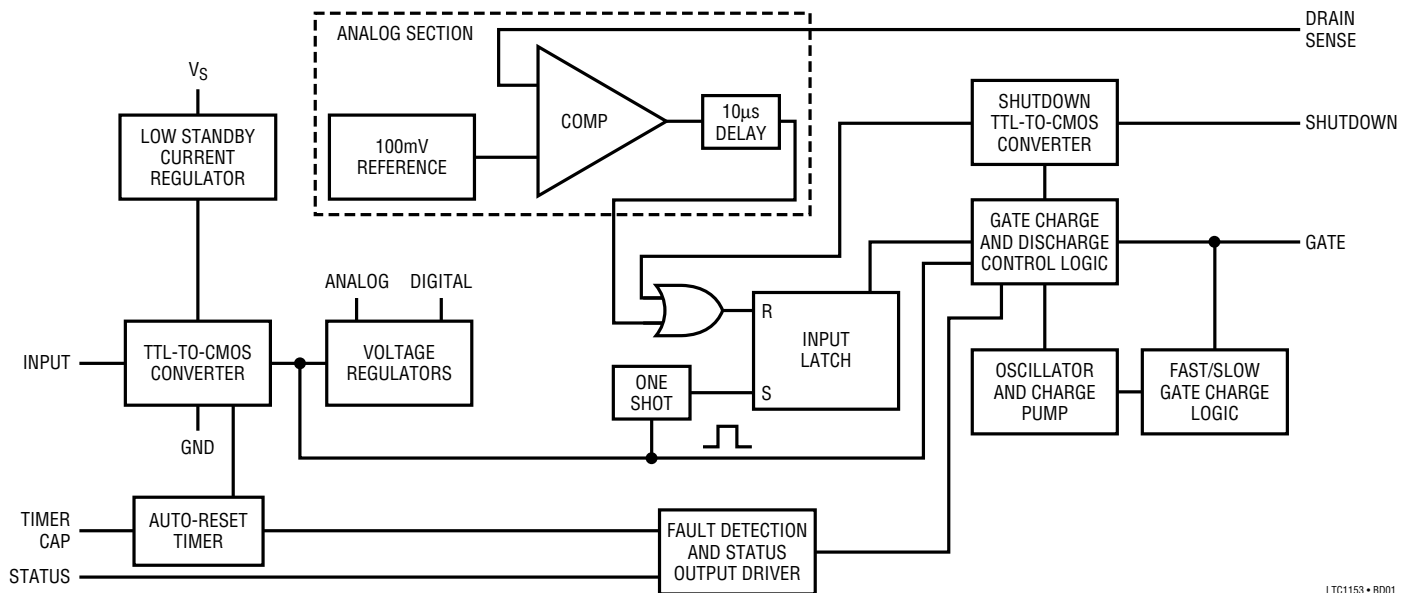 ANALOG SECTION
DRAIN
SENSE
VS
LOW STANDBY
CURRENT
REGULATOR
100mV
REFERENCE
COMP
10µs
DELAY
SHUTDOWN
TTL-TO-CMOS
CONVERTER
SHUTDOWN
GATE CHARGE
AND DISCHARGE
CONTROL LOGIC
GATE
ANALOG
DIGITAL
INPUT
TTL-TO-CMOS
CONVERTER
VOLTAGE
REGULATORS
GND
R
INPUT
LATCH
S
ONE
SHOT
OSCILLATOR
AND CHARGE
PUMP
FAST/SLOW
GATE CHARGE
LOGIC
TIMER
CAP
AUTO-RESET
TIMER
STATUS
FAULT DETECTION
AND STATUS
OUTPUT DRIVER
LTC1153 • BD01